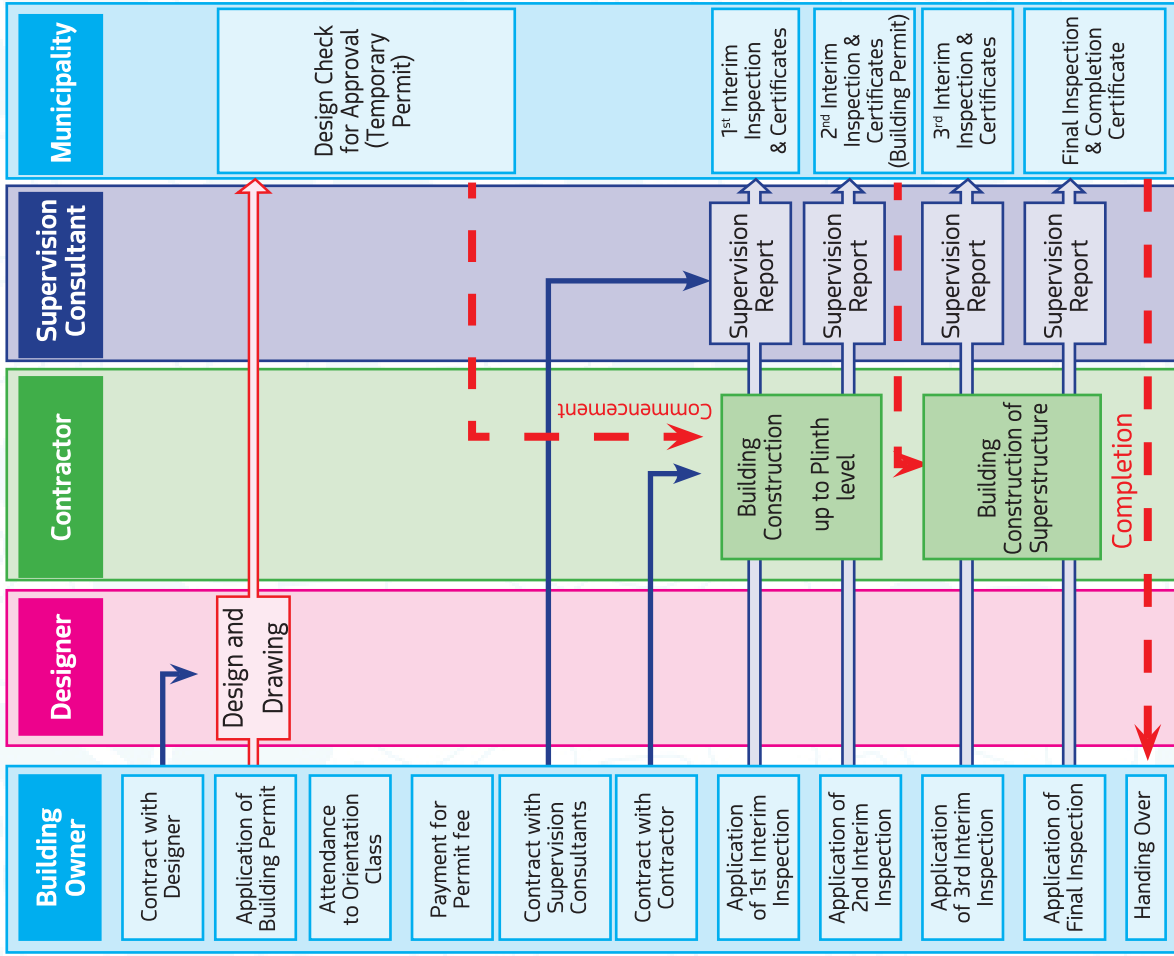 Building
Owner
Contract with
Designer
Application of
Building Permit
Attendance
to Orientation
Class
Payment for
Permit fee
Contract with
Supervision
Consultants
Contract with
Contractor
Application
of 1st Interim
Inspection
Application of
2nd Interim
Inspection
Application
of 3rd Interim
Inspection
Application of
Final Inspection
Handing Over
Designer
Design and
Drawing
Contractor
Commencement
Building
Construction
up to Plinth
level
Building
Construction of
Superstructure
Completion
Supervision
Consultant
Supervision
Report
Supervision
Report
Supervision
Report
Supervision
Report
Municipality
Design Check
for Approval
(Temporary
Permit)
1st Interim
Inspection
& Certificates
2nd Interim
Inspection &
Certificates
(Building Permit)
3rd Interim
Inspection &
Certificates
Final Inspection
& Completion
Certificate